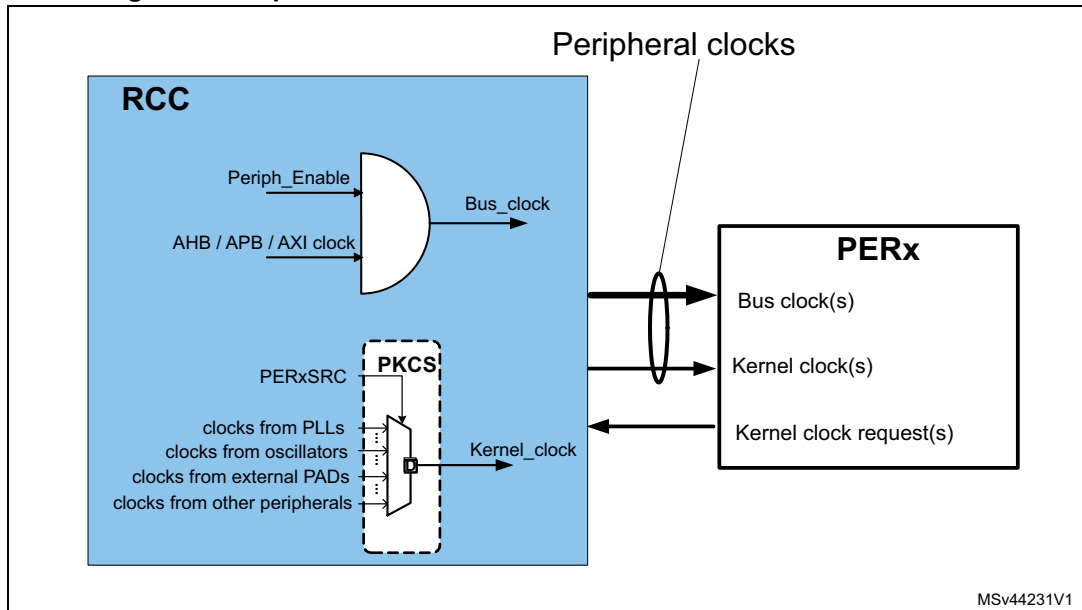 Peripheral clocks
RCC
Periph_Enable
Bus_clock
AHB / APB / AXI clock
PERx
Bus clock(s)
Kernel clock(s)
Kernel clock request(s)
PKCS
PERxSRC
clocks from PLLs
clocks from oscillators
clocks from external PADs
clocks from other peripherals
D
Kernel_clock
MSv44231V1